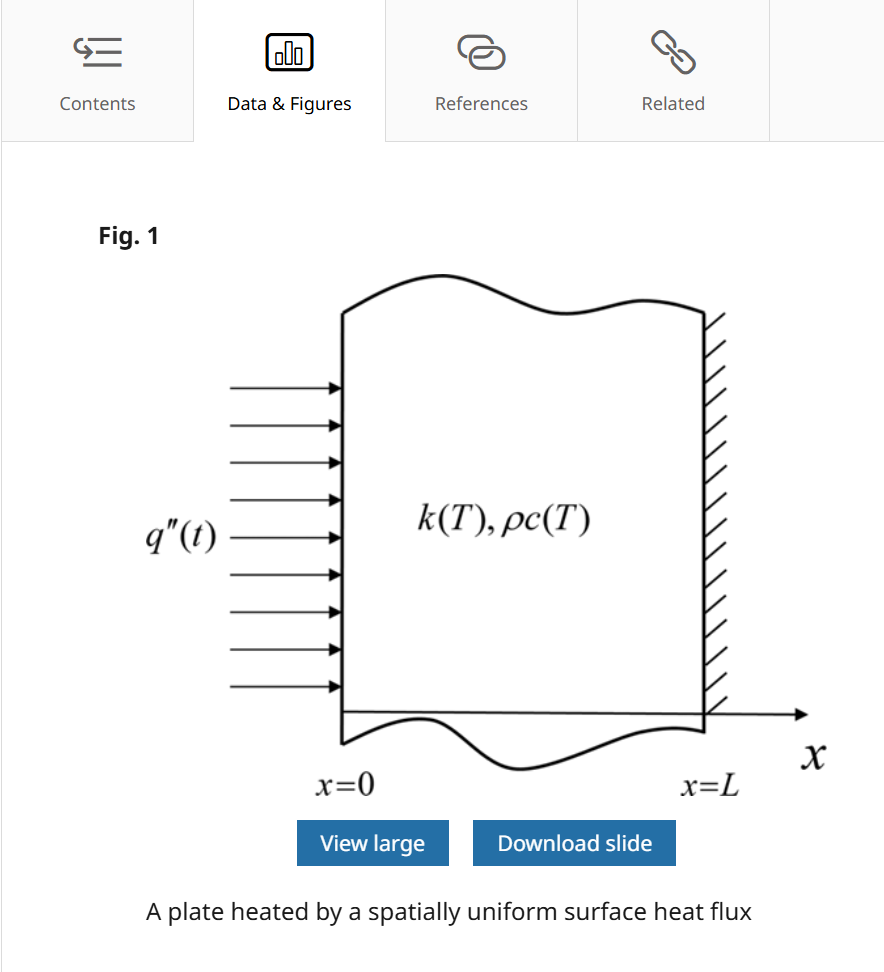 Contents
Data & Figures
References
Related
Fig. 1
k(T), ρc(T)
q″(t)
x
x=0
x=L
View large
Download slide
A plate heated by a spatially uniform surface heat flux